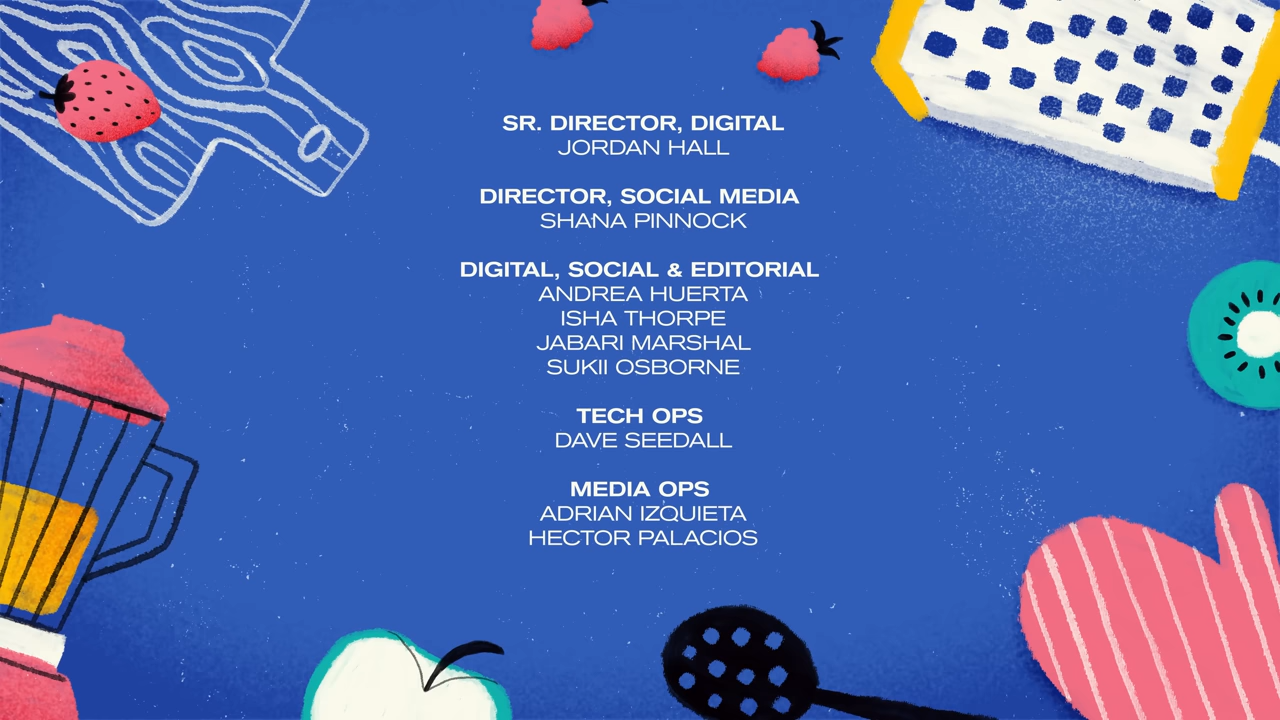 SR. DIRECTOR, DIGITAL
JORDAN HALL
DIRECTOR, SOCIAL MEDIA
SHANA PINNOCK
DIGITAL, SOCIAL & EDITORIAL
ANDREA HUERTA
ISHA THORPE
JABARI MARSHAL
SUKII OSBORNE
TECH OPS
DAVE SEEDALL
MEDIA OPS
ADRIAN IZQUIETA
HECTOR PALACIOS